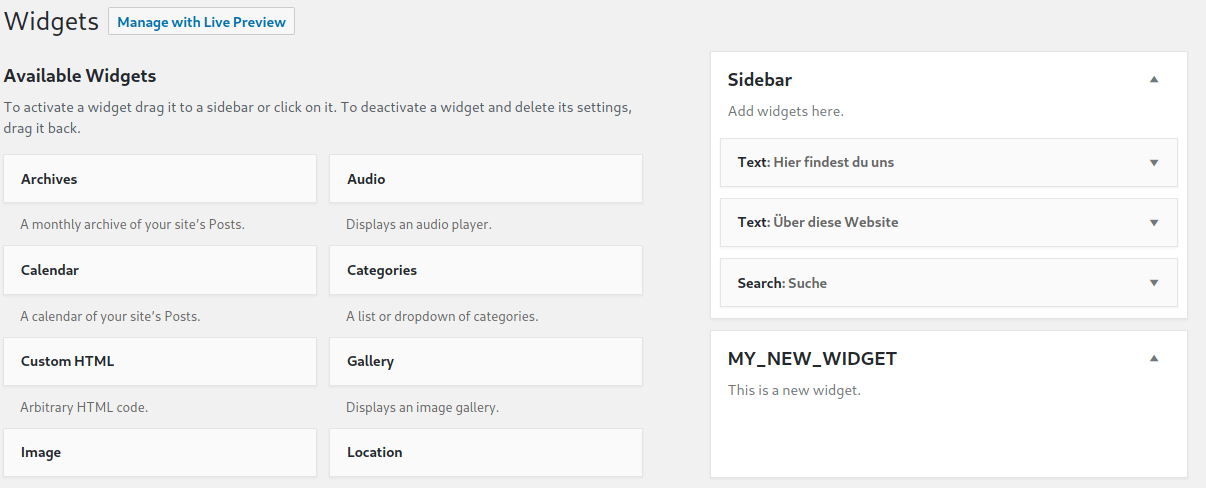 Widgets
Manage with Live Preview
Available Widgets
To activate a widget drag it to a sidebar or click on it. To deactivate a widget and delete its settings,
drag it back.
Archives
Audio
A monthly archive of your site’s Posts.
Displays an audio player.
Calendar
Categories
A calendar of your site’s Posts.
A list or dropdown of categories.
Custom HTML
Gallery
Arbitrary HTML code.
Displays an image gallery.
Image
Location
Sidebar
Add widgets here.
Text: Hier findest du uns
Text: Über diese Website
Search: Suche
MY_NEW_WIDGET
This is a new widget.